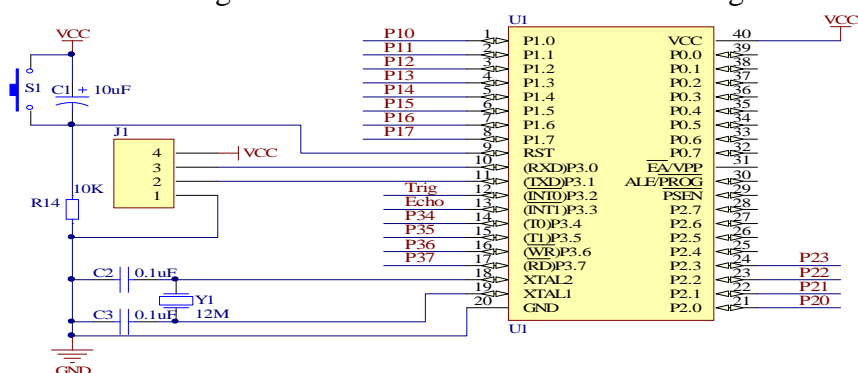 U1
VCC
VCC
P10 1 P1.0 VCC 40
P11 2 P1.1 P0.0 39
P12 3 P1.2 P0.1 38
P13 4 P1.3 P0.2 37
P14 5 P1.4 P0.3 36
P15 6 P1.5 P0.4 35
P16 7 P1.6 P0.5 34
P17 8 P1.7 P0.6 33
9 RST P0.7 32
10 (RXD)P3.0 EA/VPP 31
11 (TXD)P3.1 ALE/PROG 30
Trig 12 (INT0)P3.2 PSEN 29
Echo 13 (INT1)P3.3 P2.7 28
P34 14 (T0)P3.4 P2.6 27
P35 15 (T1)P3.5 P2.5 26
P36 16 (WR)P3.6 P2.4 25
P37 17 (RD)P3.7 P2.3 24 P23
18 XTAL2 P2.2 23 P22
19 XTAL1 P2.1 22 P21
20 GND P2.0 21 P20
U1
S1 C1 + 10uF
J1
4 VCC
3
2
1
10K
R14
C2 0.1uF
Y1
C3 0.1uF 12M
GND